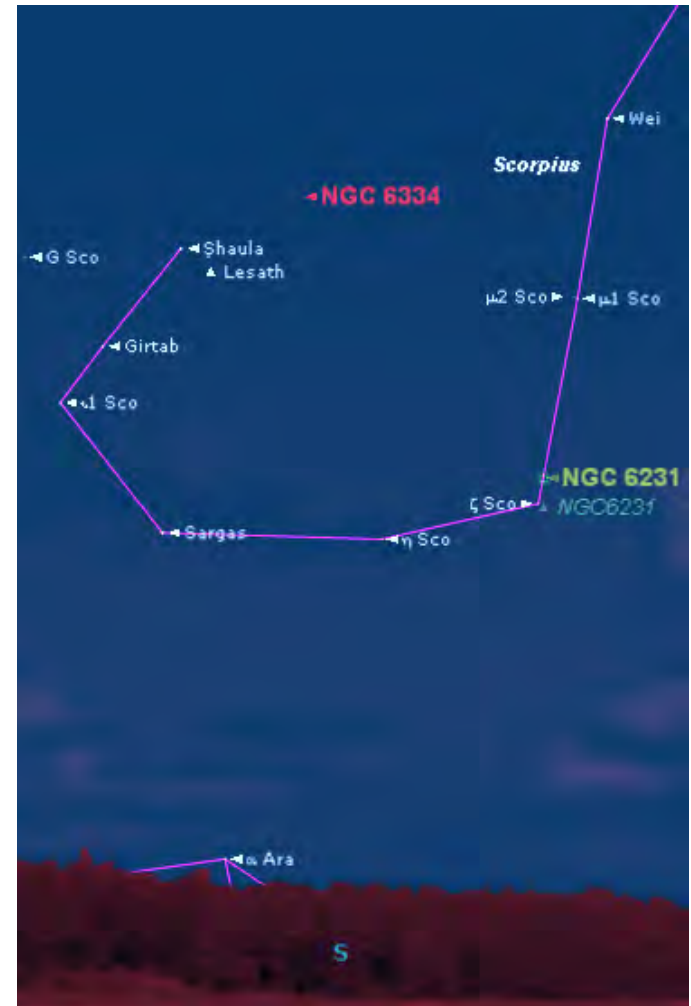 Wei
Scorpius
NGC 6334
Shaula
G Sco
Lesath
μ2 Sco
μ1 Sco
Girtab
ι1 Sco
NGC 6231
ζ Sco
NGC6231
Sargas
η Sco
α Ara
S